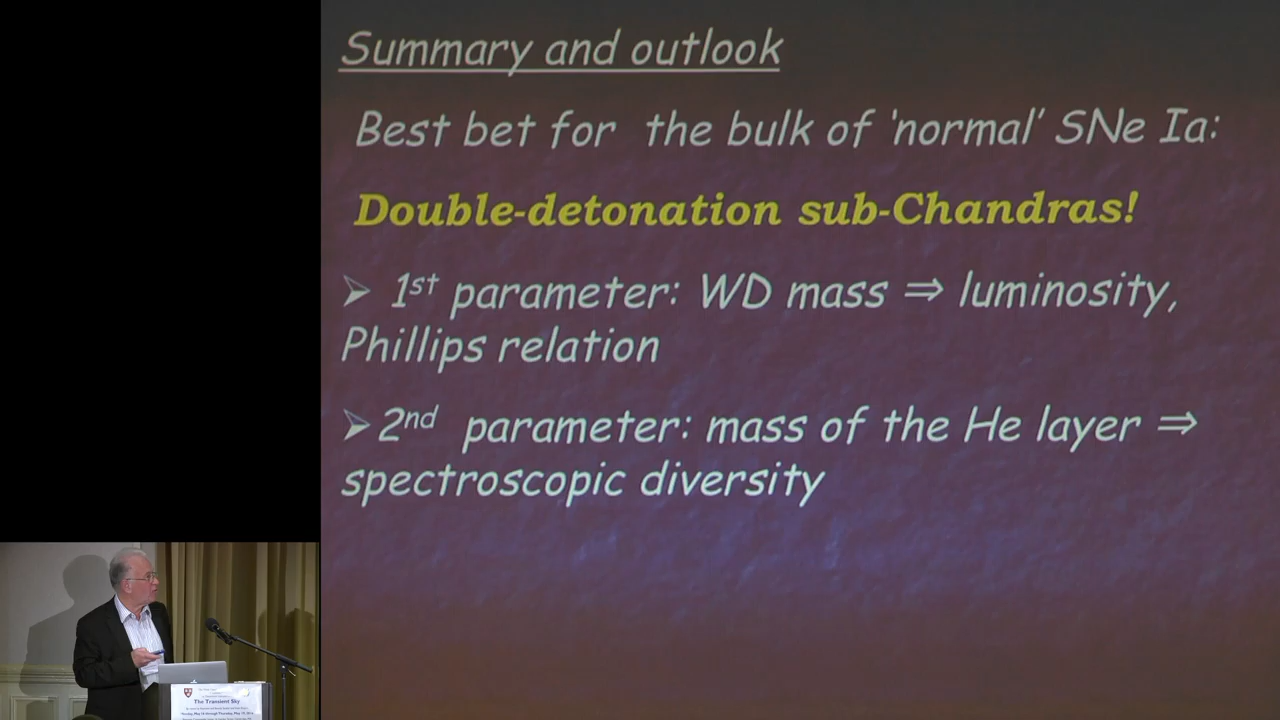 Summary and outlook
Best bet for the bulk of 'normal' SNe Ia:
Double-detonation sub-Chandras!
➢ 1st parameter: WD mass ⇒ luminosity,
Phillips relation
➢ 2nd parameter: mass of the He layer ⇒
spectroscopic diversity
The Transient Sky